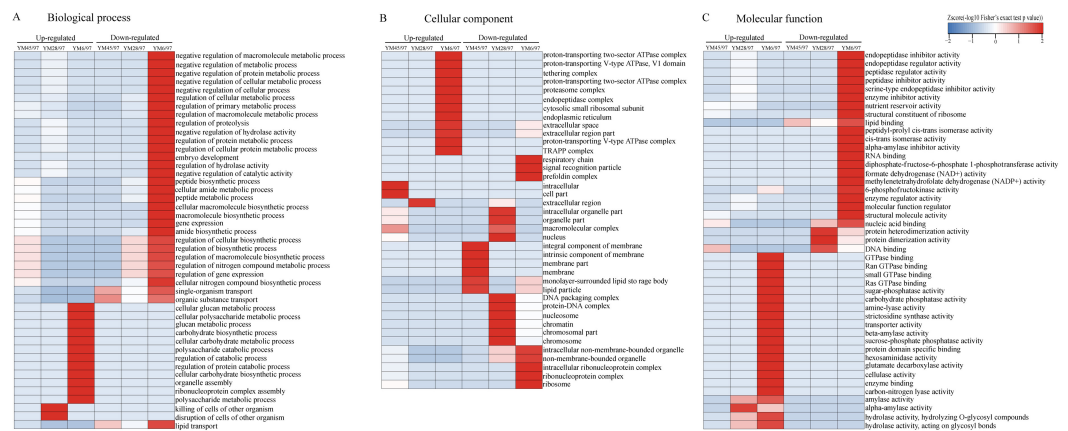 A Biological process
Up-regulated Down-regulated
YM45/97 YM28/97 YM6/97 YM45/97 YM28/97 YM6/97
negative regulation of macromolecule metabolic process
negative regulation of metabolic process
negative regulation of protein metabolic process
negative regulation of cellular metabolic process
regulation of cellular metabolic process
regulation of primary metabolic process
regulation of macromolecule metabolic process
regulation of proteolysis
negative regulation of hydrolase activity
regulation of protein metabolic process
regulation of cellular protein metabolic process
embryo development
regulation of hydrolase activity
negative regulation of catalytic activity
peptide biosynthetic process
cellular amide metabolic process
peptide metabolic process
cellular macromolecule biosynthetic process
macromolecule biosynthetic process
gene expression
amide biosynthetic process
regulation of cellular biosynthetic process
regulation of biosynthetic process
regulation of macromolecule biosynthetic process
regulation of nitrogen compound metabolic process
regulation of gene expression
cellular nitrogen compound biosynthetic process
single-organism transport
organic substance transport
cellular glucan metabolic process
cellular polysaccharide metabolic process
glucan metabolic process
carbohydrate biosynthetic process
cellular carbohydrate metabolic process
polysaccharide catabolic process
regulation of catabolic process
regulation of protein catabolic process
cellular carbohydrate biosynthetic process
organelle assembly
ribonucleoprotein complex assembly
polysaccharide metabolic process
killing of cells of other organism
disruption of cells of other organism
lipid transport
B Cellular component
Up-regulated Down-regulated
YM45/97 YM28/97 YM6/97 YM45/97 YM28/97 YM6/97
proton-transporting two-sector ATPase complex
proton-transporting V-type ATPase, V1 domain
tethering complex
proton-transporting two-sector ATPase complex
proteasome complex
endopeptidase complex
cytosolic small ribosomal subunit
endoplasmic reticulum
extracellular space
extracellular region part
proton-transporting V-type ATPase complex
TRAPP complex
respiratory chain
signal recognition particle
prefoldin complex
intracellular
cell part
extracellular region
intracellular organelle part
organelle part
macromolecular complex
nucleus
integral component of membrane
intrinsic component of membrane
membrane part
membrane
monolayer-surrounded lipid sto rage body
lipid particle
DNA packaging complex
protein-DNA complex
nucleosome
chromatin
chromosomal part
chromosome
intracellular non-membrane-bounded organelle
non-membrane-bounded organelle
intracellular ribonucleoprotein complex
ribonucleoprotein complex
ribosome
C Molecular function
Up-regulated Down-regulated
YM45/97 YM28/97 YM6/97 YM45/97 YM28/97 YM6/97
Zscore(-log10 Fisher's exact test p value))
-2 -1 0 1 2
endopeptidase inhibitor activity
endopeptidase regulator activity
peptidase regulator activity
peptidase inhibitor activity
serine-type endopeptidase inhibitor activity
enzyme inhibitor activity
nutrient reservoir activity
structural constituent of ribosome
lipid binding
peptidyl-prolyl cis-trans isomerase activity
cis-trans isomerase activity
alpha-amylase inhibitor activity
RNA binding
diphosphate-fructose-6-phosphate 1-phosphotransferase activity
formate dehydrogenase (NAD+) activity
methylenetetrahydrofolate dehydrogenase (NADP+) activity
6-phosphofructokinase activity
enzyme regulator activity
molecular function regulator
structural molecule activity
nucleic acid binding
protein heterodimerization activity
protein dimerization activity
DNA binding
GTPase binding
Ran GTPase binding
small GTPase binding
Ras GTPase binding
sugar-phosphatase activity
carbohydrate phosphatase activity
amine-lyase activity
strictosidine synthase activity
transporter activity
beta-amylase activity
sucrose-phosphate phosphatase activity
protein domain specific binding
hexosaminidase activity
glutamate decarboxylase activity
cellulase activity
enzyme binding
carbon-nitrogen lyase activity
amylase activity
alpha-amylase activity
hydrolase activity, hydrolyzing O-glycosyl compounds
hydrolase activity, acting on glycosyl bonds